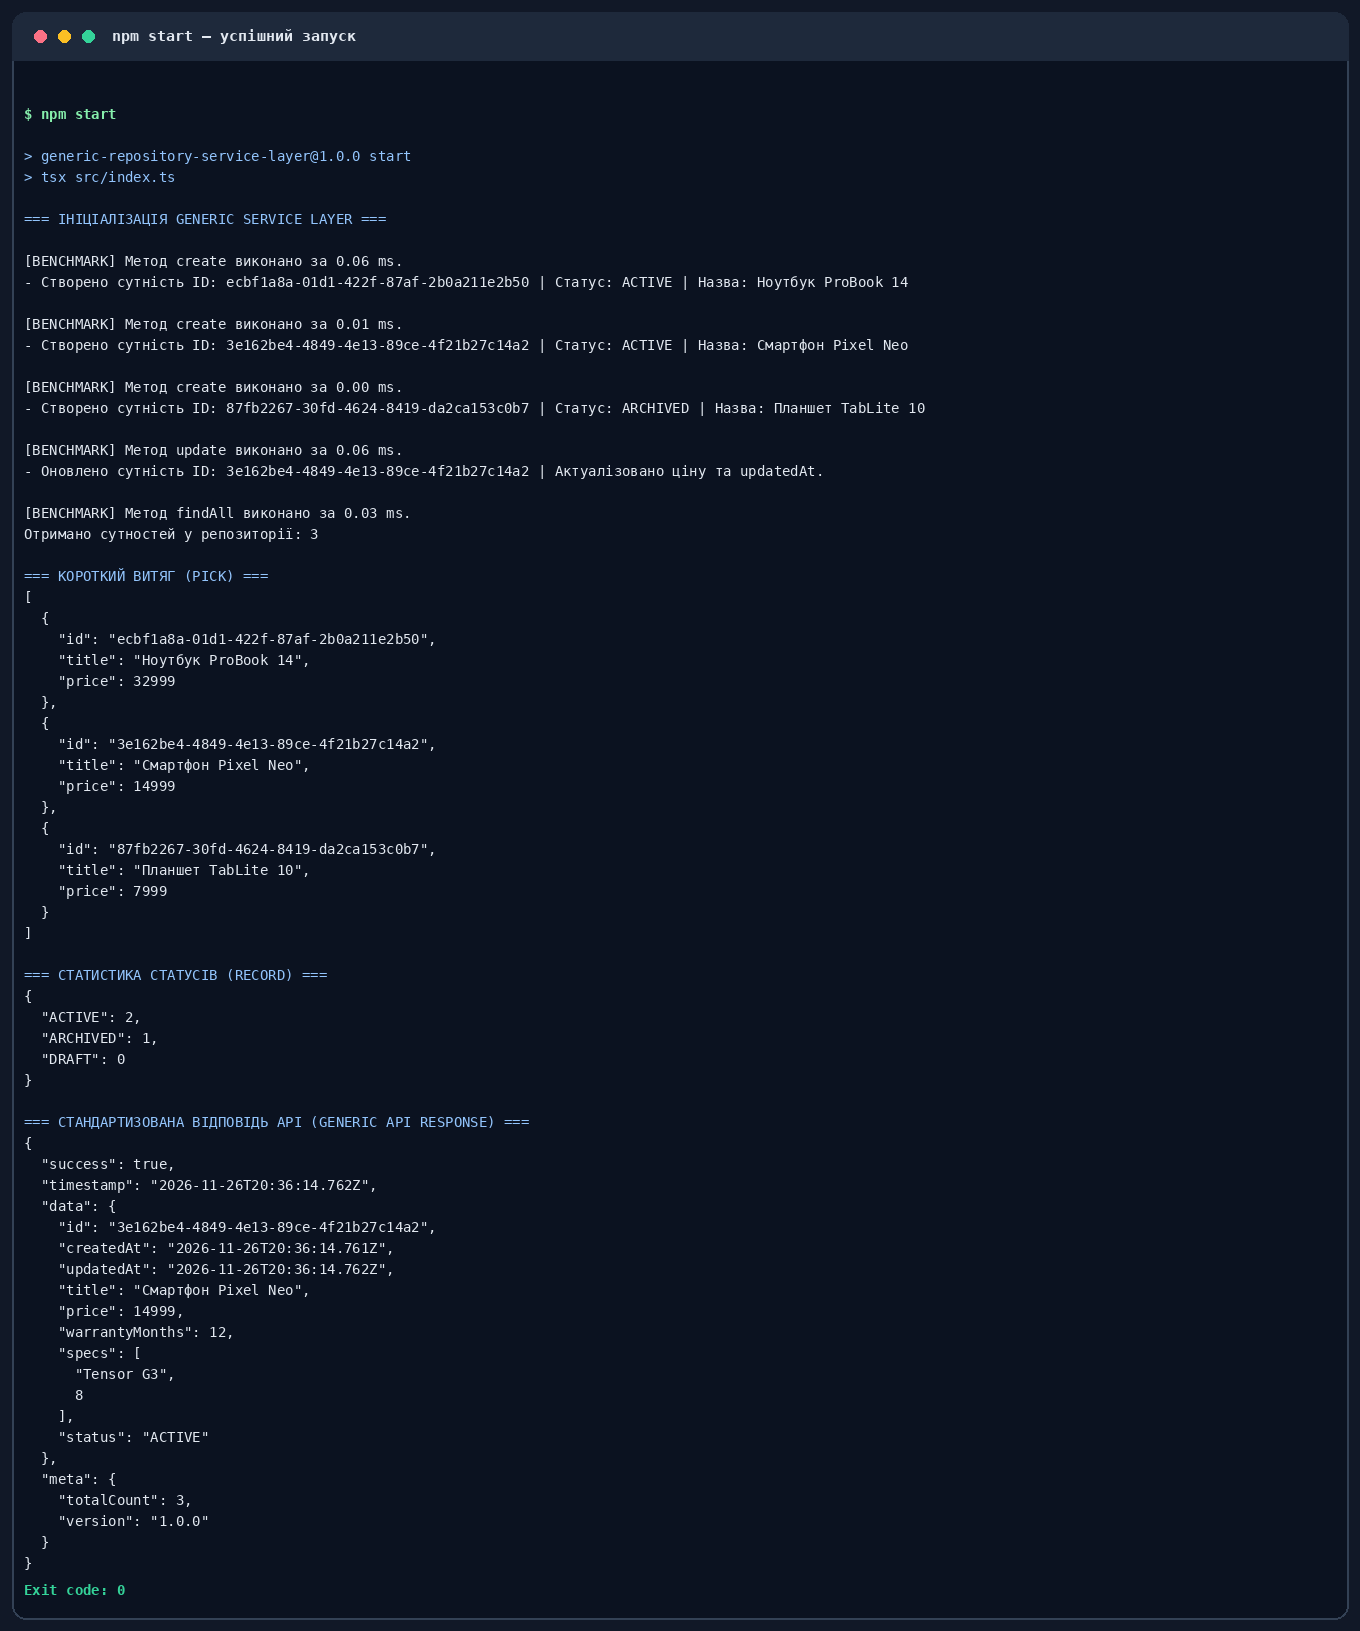 npm start — успішний запуск
$ npm start
> generic-repository-service-layer@1.0.0 start
> tsx src/index.ts
=== ІНІЦІАЛІЗАЦІЯ GENERIC SERVICE LAYER ===
[BENCHMARK] Метод create виконано за 0.06 ms.
- Створено сутність ID: ecbf1a8a-01d1-422f-87af-2b0a211e2b50 | Статус: ACTIVE | Назва: Ноутбук ProBook 14
[BENCHMARK] Метод create виконано за 0.01 ms.
- Створено сутність ID: 3e162be4-4849-4e13-89ce-4f21b27c14a2 | Статус: ACTIVE | Назва: Смартфон Pixel Neo
[BENCHMARK] Метод create виконано за 0.00 ms.
- Створено сутність ID: 87fb2267-30fd-4624-8419-da2ca153c0b7 | Статус: ARCHIVED | Назва: Планшет TabLite 10
[BENCHMARK] Метод update виконано за 0.06 ms.
- Оновлено сутність ID: 3e162be4-4849-4e13-89ce-4f21b27c14a2 | Актуалізовано ціну та updatedAt.
[BENCHMARK] Метод findAll виконано за 0.03 ms.
Отримано сутностей у репозиторії: 3
=== КОРОТКИЙ ВИТЯГ (PICK) ===
[
  {
    "id": "ecbf1a8a-01d1-422f-87af-2b0a211e2b50",
    "title": "Ноутбук ProBook 14",
    "price": 32999
  },
  {
    "id": "3e162be4-4849-4e13-89ce-4f21b27c14a2",
    "title": "Смартфон Pixel Neo",
    "price": 14999
  },
  {
    "id": "87fb2267-30fd-4624-8419-da2ca153c0b7",
    "title": "Планшет TabLite 10",
    "price": 7999
  }
]
=== СТАТИСТИКА СТАТУСІВ (RECORD) ===
{
  "ACTIVE": 2,
  "ARCHIVED": 1,
  "DRAFT": 0
}
=== СТАНДАРТИЗОВАНА ВІДПОВІДЬ API (GENERIC API RESPONSE) ===
{
  "success": true,
  "timestamp": "2026-11-26T20:36:14.762Z",
  "data": {
    "id": "3e162be4-4849-4e13-89ce-4f21b27c14a2",
    "createdAt": "2026-11-26T20:36:14.761Z",
    "updatedAt": "2026-11-26T20:36:14.762Z",
    "title": "Смартфон Pixel Neo",
    "price": 14999,
    "warrantyMonths": 12,
    "specs": [
      "Tensor G3",
      8
    ],
    "status": "ACTIVE"
  },
  "meta": {
    "totalCount": 3,
    "version": "1.0.0"
  }
}
Exit code: 0